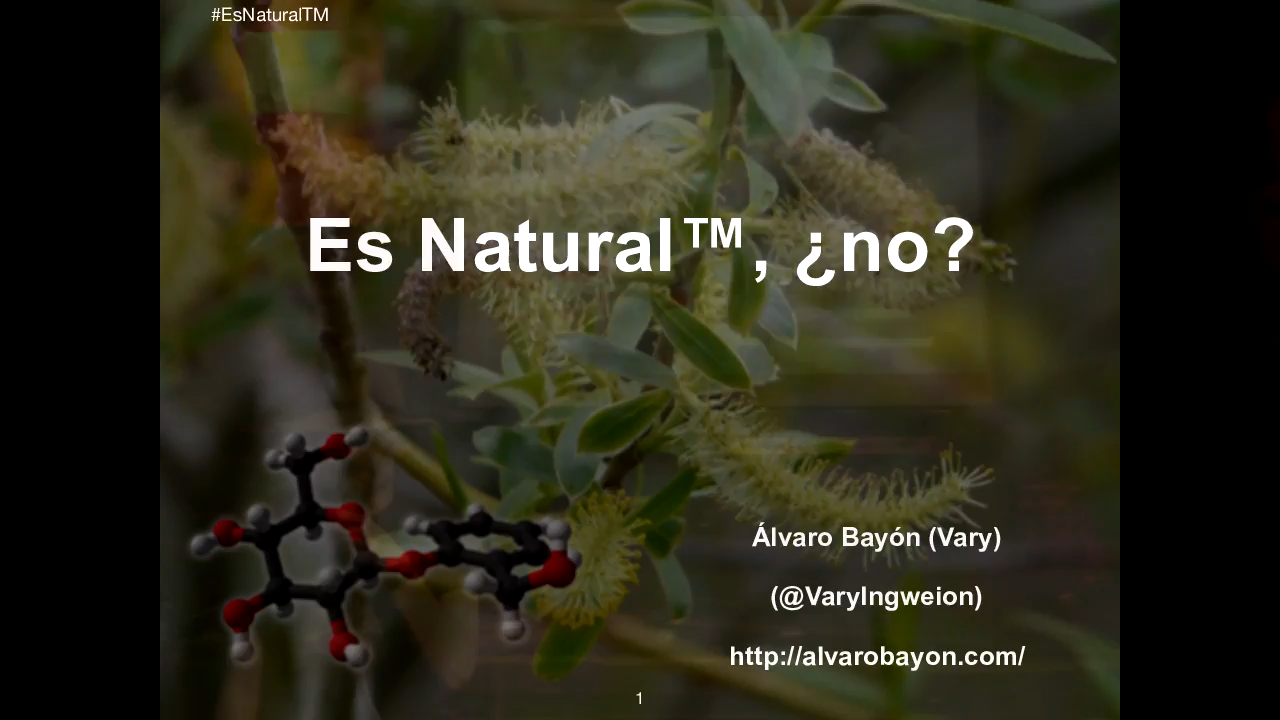 #EsNaturalTM
Es Natural™, ¿no?
Álvaro Bayón (Vary)
(@VaryIngweion)
http://alvarobayon.com/
1